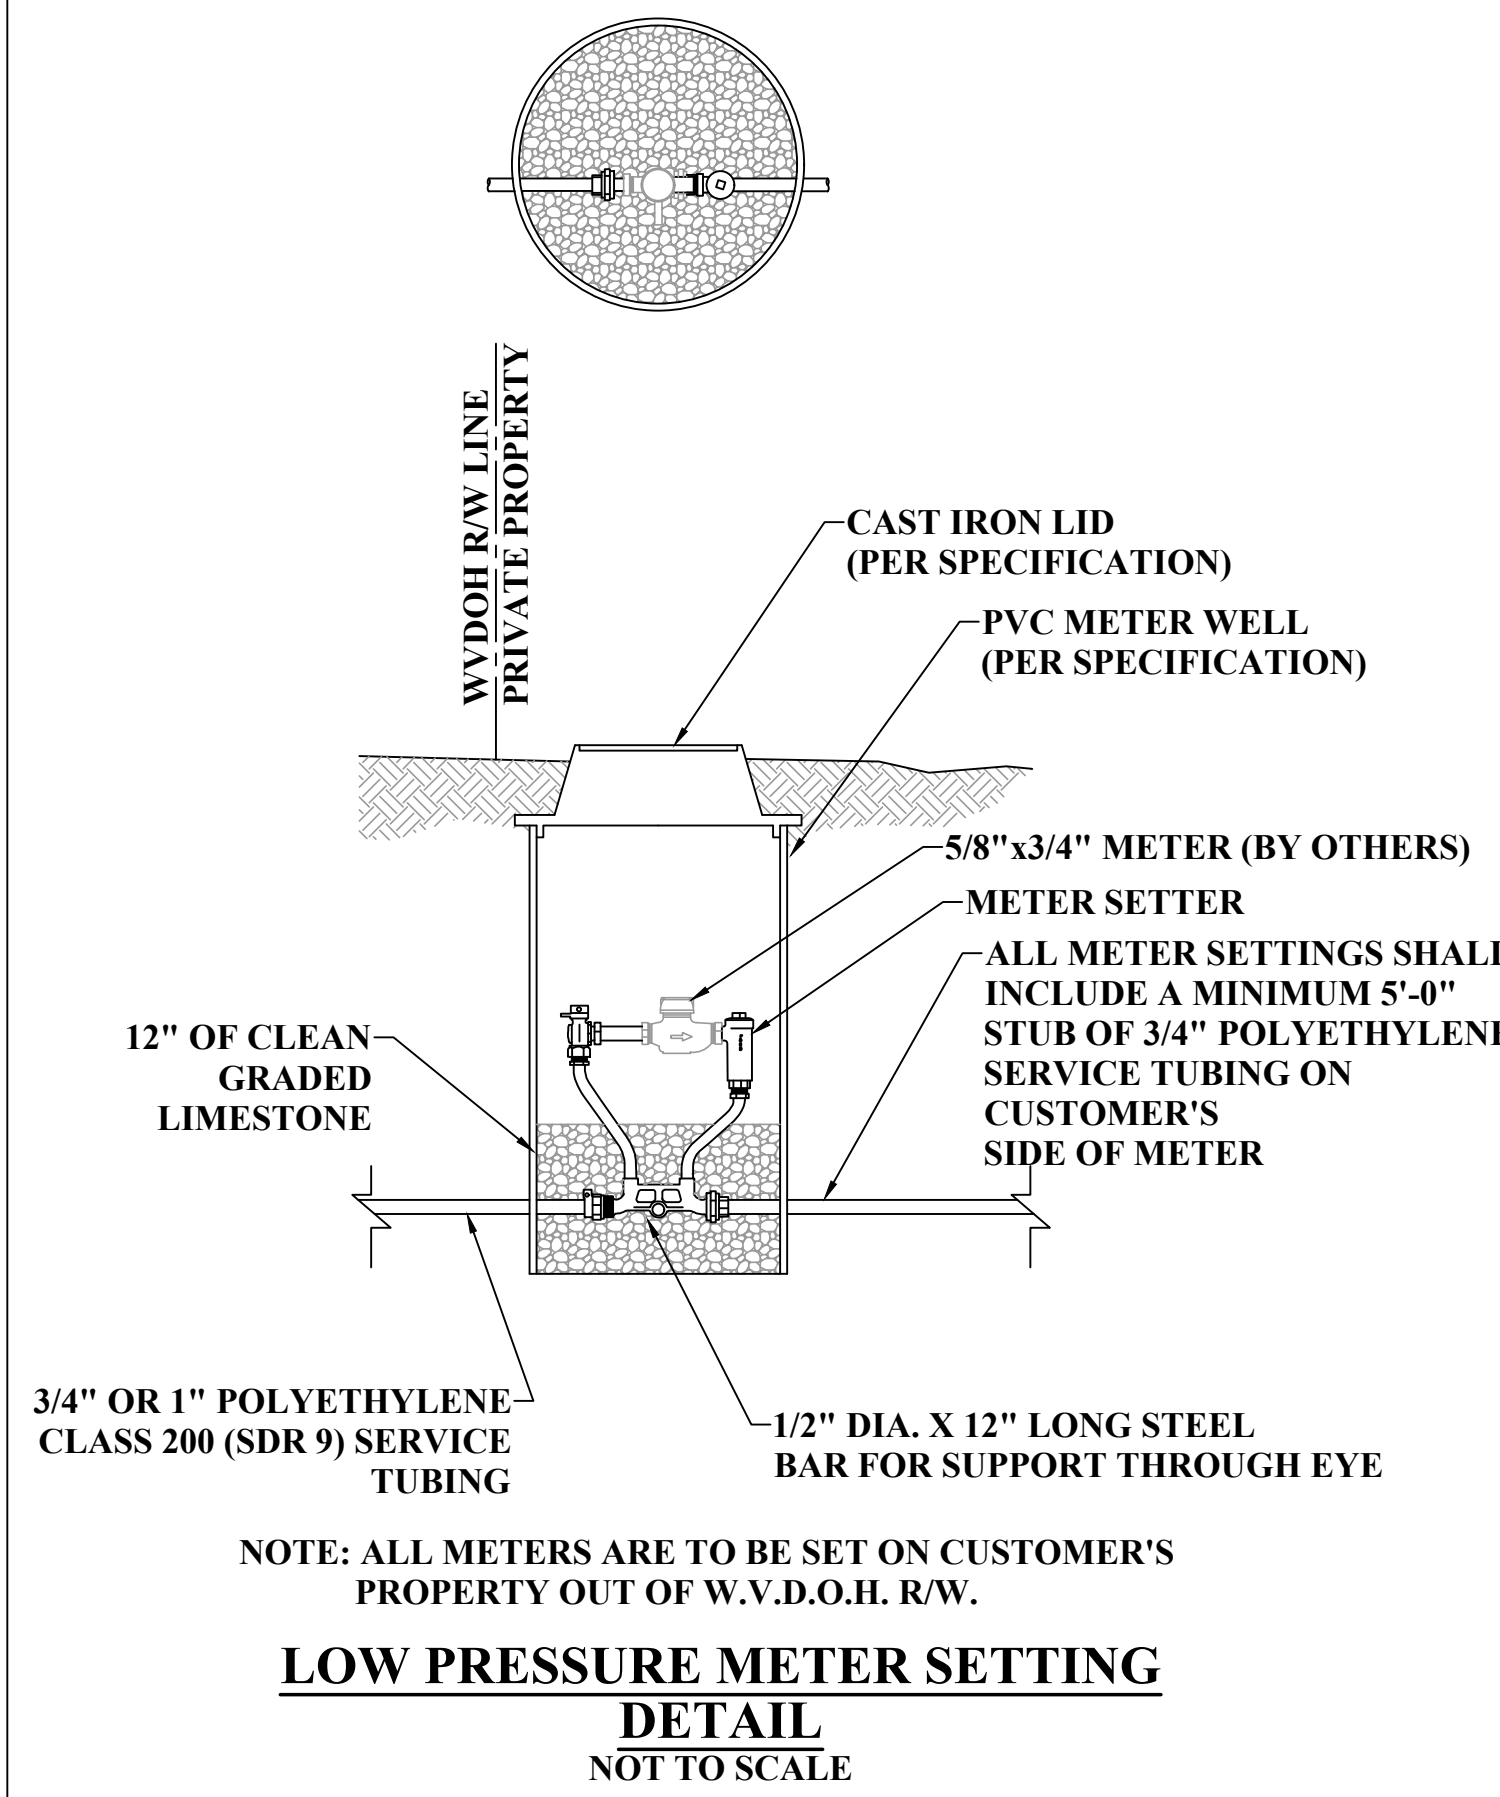 WVDOH R/W LINE
PRIVATE PROPERTY
CAST IRON LID
(PER SPECIFICATION)
PVC METER WELL
(PER SPECIFICATION)
5/8"x3/4" METER (BY OTHERS)
METER SETTER
ALL METER SETTINGS SHALL
INCLUDE A MINIMUM 5'-0"
STUB OF 3/4" POLYETHYLENE
SERVICE TUBING ON
CUSTOMER'S
SIDE OF METER
12" OF CLEAN
GRADED
LIMESTONE
3/4" OR 1" POLYETHYLENE
CLASS 200 (SDR 9) SERVICE
TUBING
1/2" DIA. X 12" LONG STEEL
BAR FOR SUPPORT THROUGH EYE
NOTE: ALL METERS ARE TO BE SET ON CUSTOMER'S
PROPERTY OUT OF W.V.D.O.H. R/W.
LOW PRESSURE METER SETTING
DETAIL
NOT TO SCALE